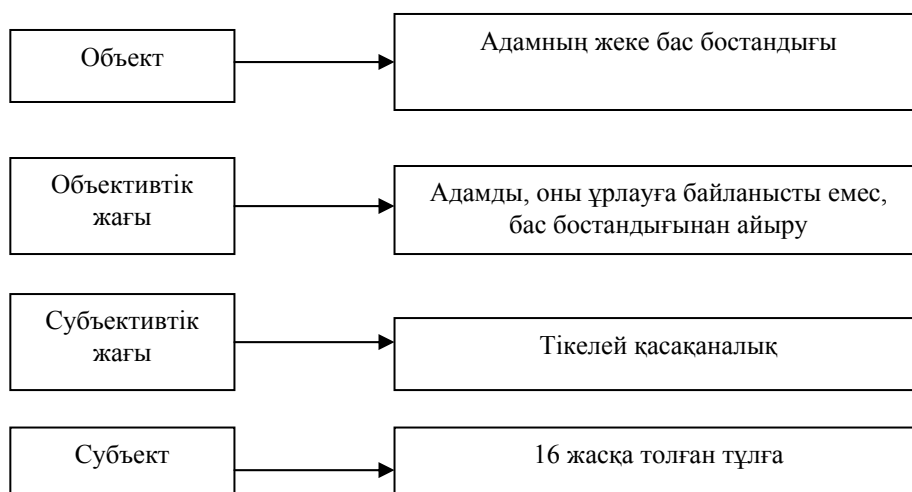 Объект
Адамның жеке бас бостандығы
Объективтік
жағы
Адамды, оны ұрлауға байланысты емес,
бас бостандығынан айыру
Субъективтік
жағы
Тікелей қасақаналық
Субъект
16 жасқа толған тұлға